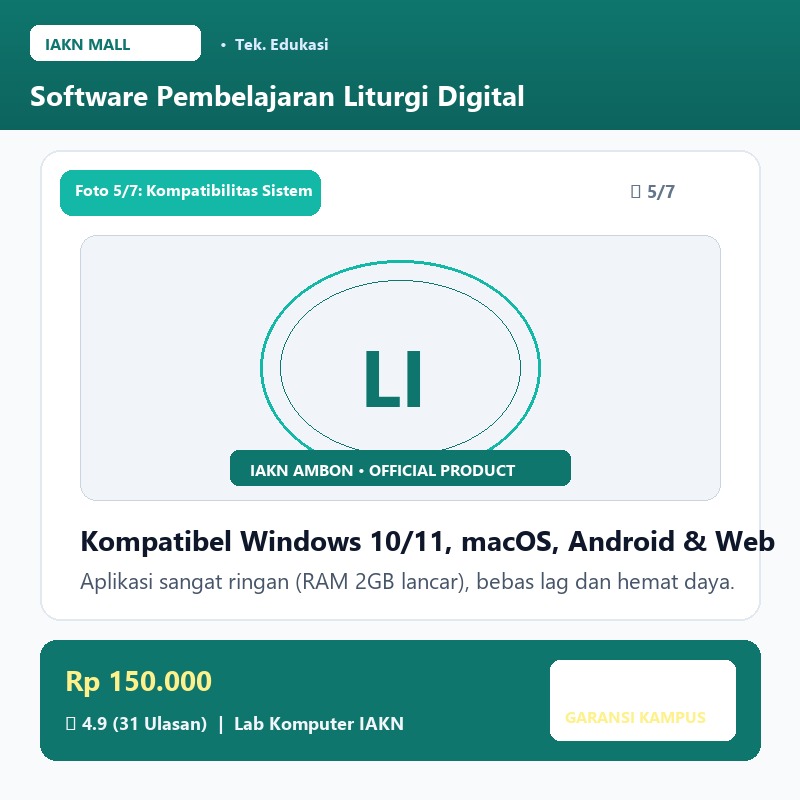 IAKN MALL
• Tek. Edukasi
Software Pembelajaran Liturgi Digital
Foto 5/7: Kompatibilitas Sistem
5/7
LI
IAKN AMBON • OFFICIAL PRODUCT
Kompatibel Windows 10/11, macOS, Android & Web
Aplikasi sangat ringan (RAM 2GB lancar), bebas lag dan hemat daya.
Rp 150.000
4.9 (31 Ulasan) | Lab Komputer IAKN
GARANSI KAMPUS